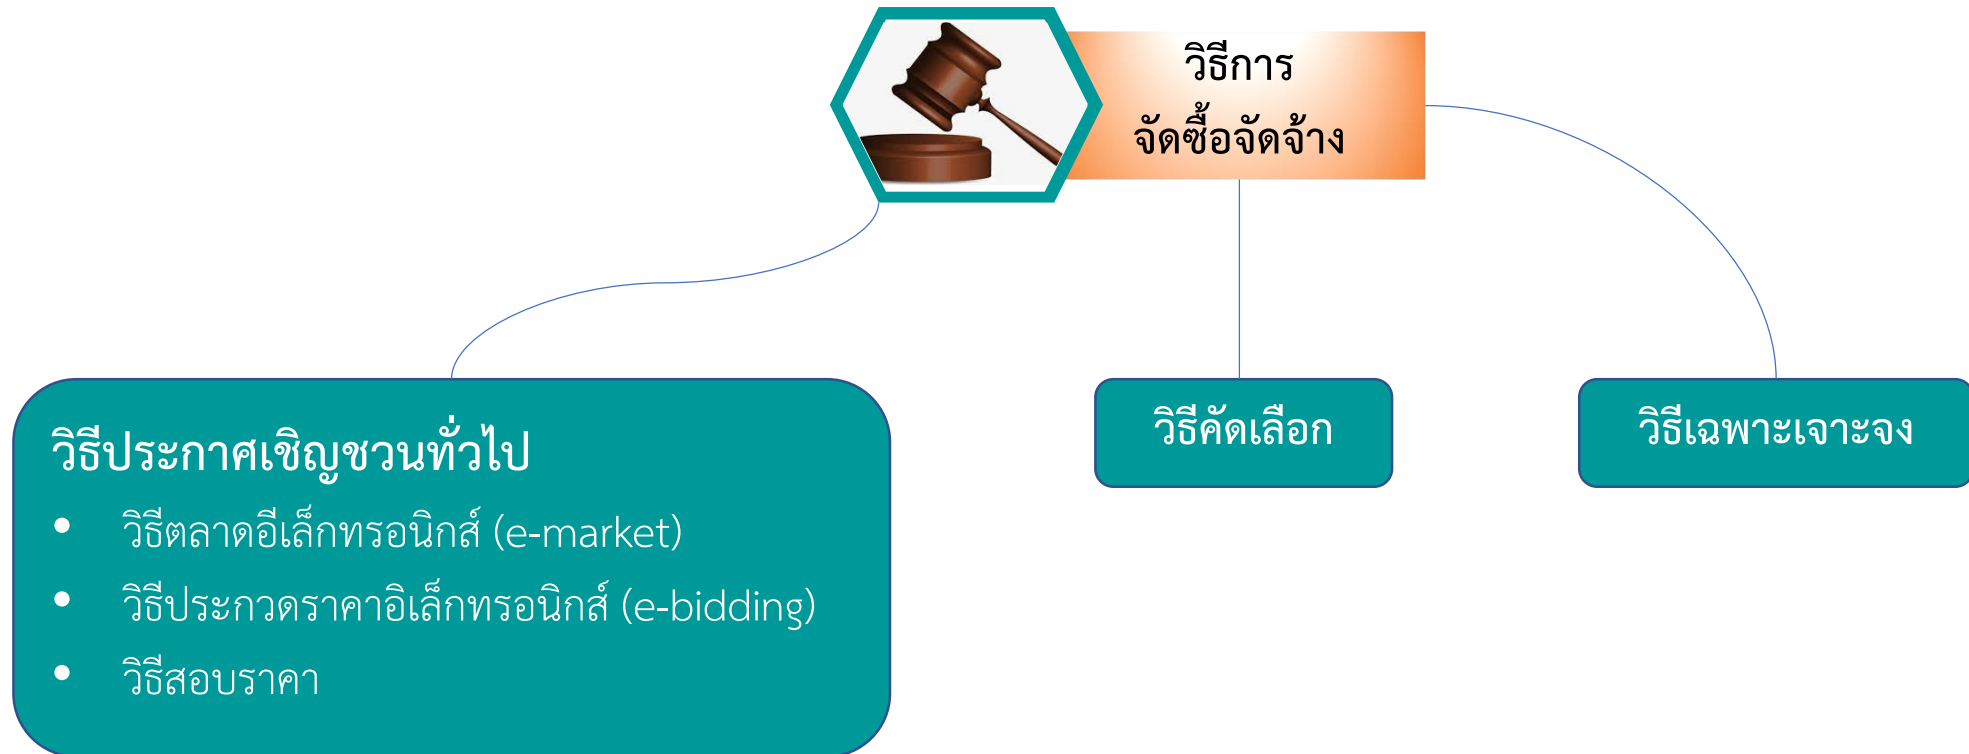 วิธีการ
จัดซื้อจัดจ้าง
วิธีประกาศเชิญชวนทั่วไป
• วิธีตลาดอีเล็กทรอนิกส์ (e-market)
• วิธีประกวดราคาอิเล็กทรอนิกส์ (e-bidding)
• วิธีสอบราคา
วิธีคัดเลือก
วิธีเฉพาะเจาะจง